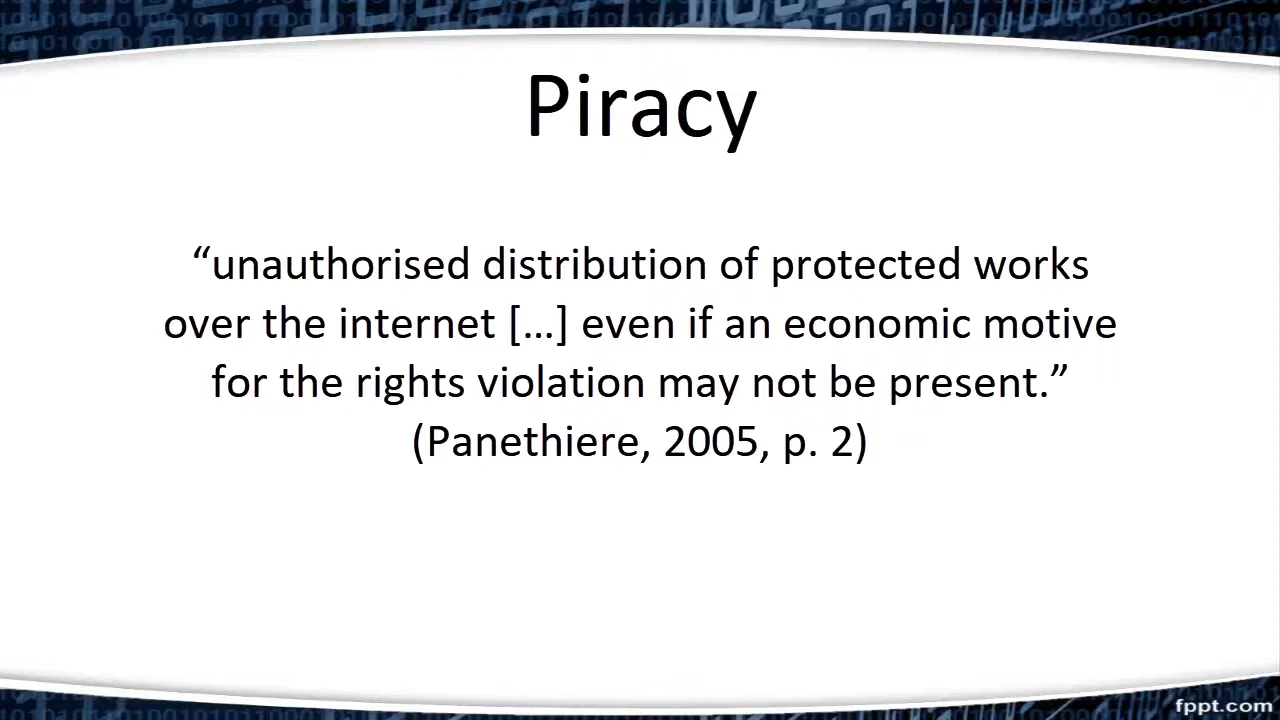 Piracy
“unauthorised distribution of protected works
over the internet […] even if an economic motive
for the rights violation may not be present.”
(Panethiere, 2005, p. 2)
fppt.com